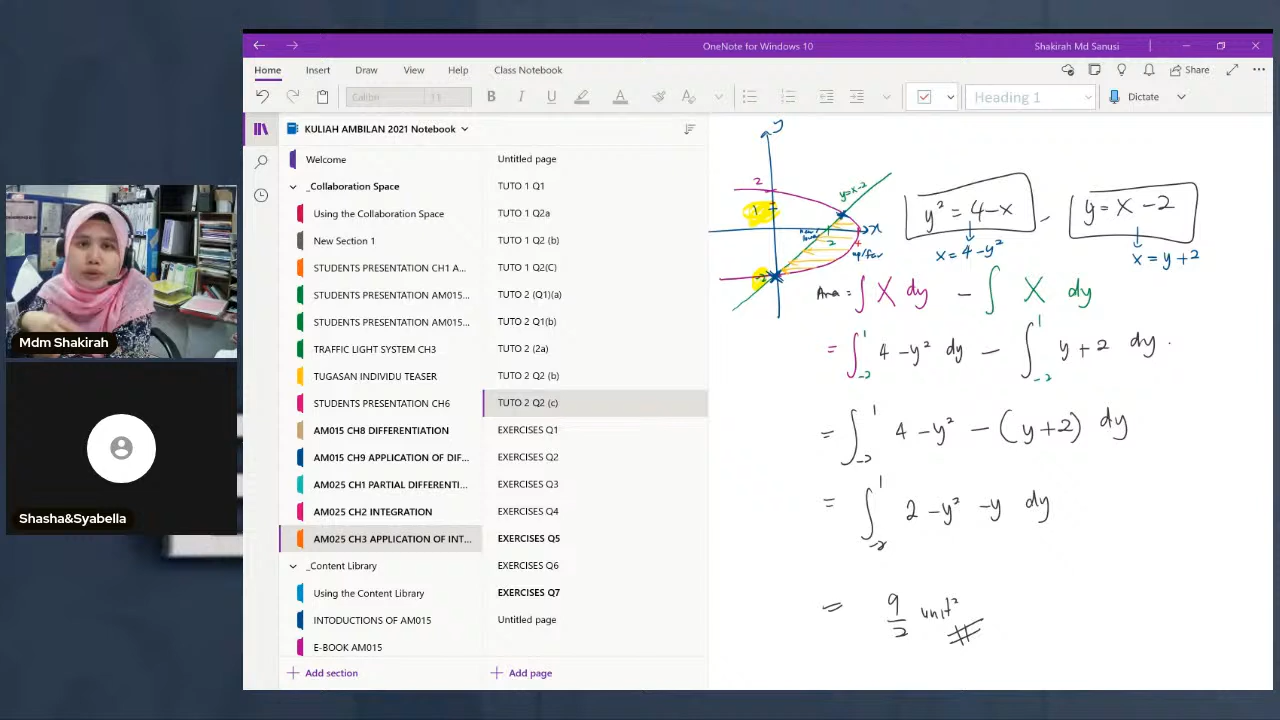 OneNote for Windows 10
Shakirah Md Sanusi
Home Insert Draw View Help Class Notebook
Share
Calibri 11
B I U A
Heading 1
Dictate
KULIAH AMBILAN 2021 Notebook
Welcome
_Collaboration Space
Using the Collaboration Space
New Section 1
STUDENTS PRESENTATION CH1 A...
STUDENTS PRESENTATION AM015...
STUDENTS PRESENTATION AM015...
TRAFFIC LIGHT SYSTEM CH3
TUGASAN INDIVIDU TEASER
STUDENTS PRESENTATION CH6
AM015 CH8 DIFFERENTIATION
AM015 CH9 APPLICATION OF DIF...
AM025 CH1 PARTIAL DIFFERENTI...
AM025 CH2 INTEGRATION
AM025 CH3 APPLICATION OF INT...
_Content Library
Using the Content Library
INTODUCTIONS OF AM015
E-BOOK AM015
Add section
Untitled page
TUTO 1 Q1
TUTO 1 Q2a
TUTO 1 Q2 (b)
TUTO 1 Q2(C)
TUTO 2 (Q1)(a)
TUTO 2 Q1(b)
TUTO 2 (2a)
TUTO 2 Q2 (b)
TUTO 2 Q2 (c)
EXERCISES Q1
EXERCISES Q2
EXERCISES Q3
EXERCISES Q4
EXERCISES Q5
EXERCISES Q6
EXERCISES Q7
Untitled page
Add page
y
2
y=x-2
1
x
2
4
-2
y² = 4-x
y = x - 2
x = 4 - y²
x = y + 2
Area = ∫ x dy - ∫ x dy
= ∫₋₂¹ 4 - y² dy - ∫₋₂¹ y + 2 dy
= ∫₋₂¹ 4 - y² - (y+2) dy
= ∫₋₂¹ 2 - y² - y dy
= 9/2 unit²
Mdm Shakirah
Shasha&Syabella